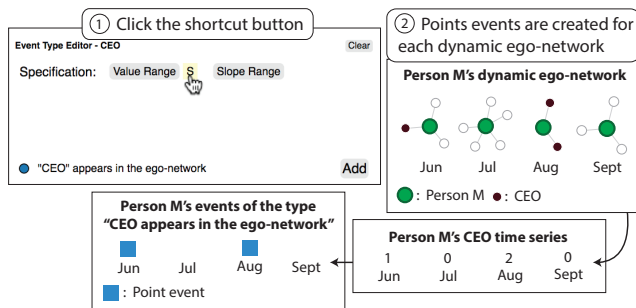 1 Click the shortcut button
Event Type Editor - CEO
Clear
Specification:
Value Range
S
Slope Range
"CEO" appears in the ego-network
Add
2 Points events are created for
each dynamic ego-network
Person M's dynamic ego-network
Jun Jul Aug Sept
: Person M : CEO
Person M's CEO time series
1 0 2 0
Jun Jul Aug Sept
Person M's events of the type
“CEO appears in the ego-network”
Jun Jul Aug Sept
: Point event